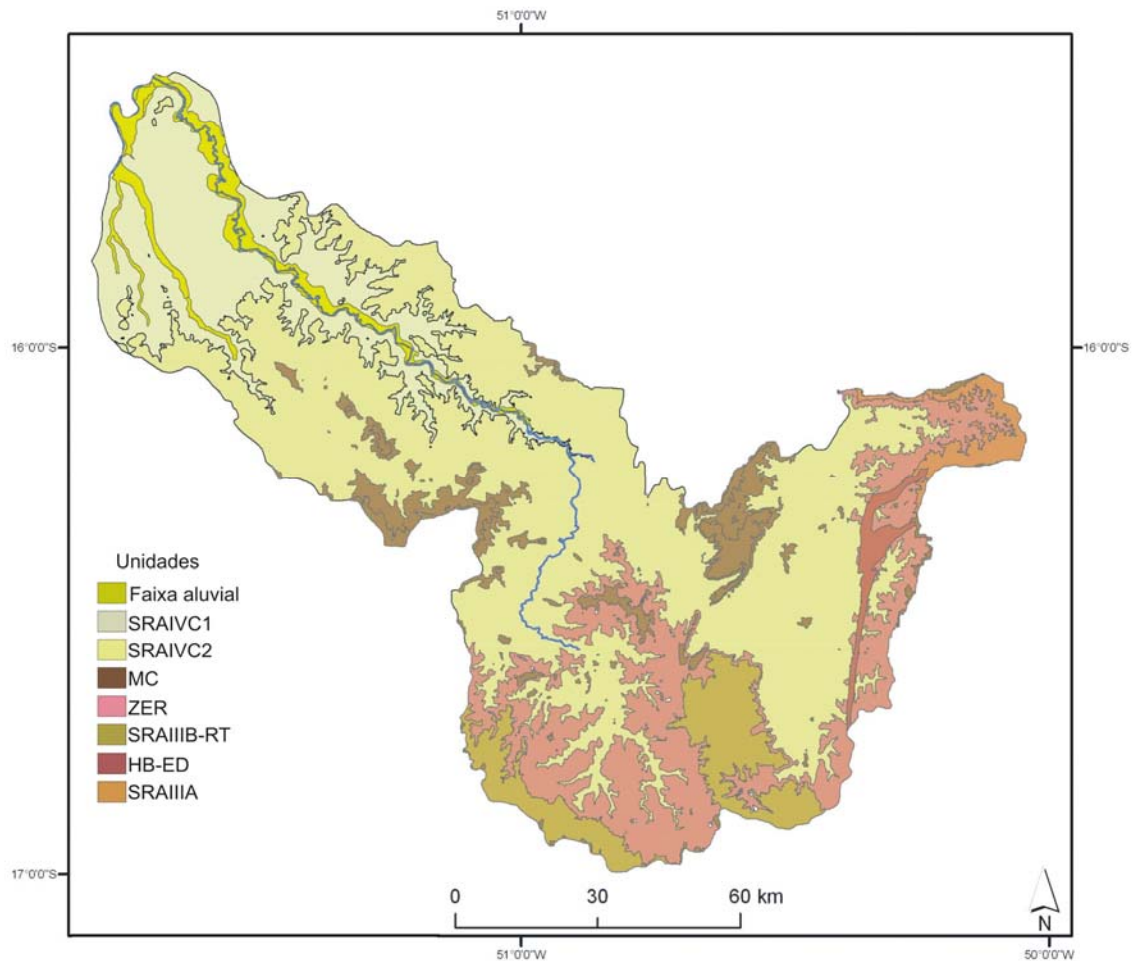 51°0'0"W
16°0'0"S
16°0'0"S
Unidades
Faixa aluvial
SRAIVC1
SRAIVC2
MC
ZER
SRAIIIB-RT
HB-ED
SRAIIIA
17°0'0"S
0 30 60 km
N
51°0'0"W
50°0'0"W